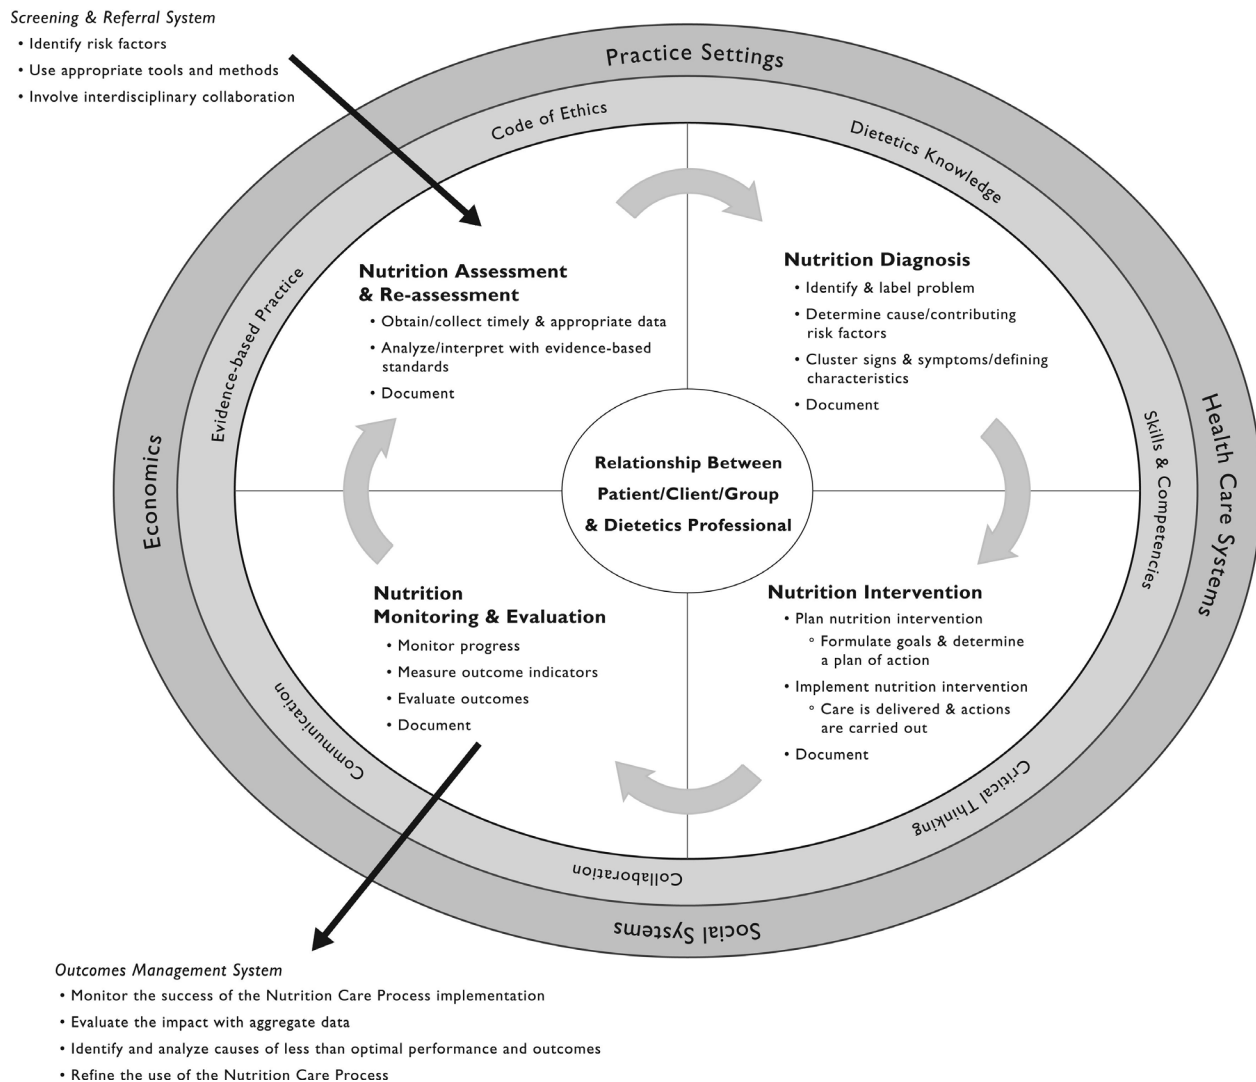 Screening & Referral System
• Identify risk factors
• Use appropriate tools and methods
• Involve interdisciplinary collaboration
Practice Settings
Code of Ethics
Dietetics Knowledge
Evidence-based Practice
Skills & Competencies
Economics
Health Care Systems
Nutrition Assessment
& Re-assessment
• Obtain/collect timely & appropriate data
• Analyze/interpret with evidence-based
standards
• Document
Nutrition Diagnosis
• Identify & label problem
• Determine cause/contributing
risk factors
• Cluster signs & symptoms/defining
characteristics
• Document
Relationship Between
Patient/Client/Group
& Dietetics Professional
Nutrition
Monitoring & Evaluation
• Monitor progress
• Measure outcome indicators
• Evaluate outcomes
• Document
Nutrition Intervention
• Plan nutrition intervention
° Formulate goals & determine
a plan of action
• Implement nutrition intervention
° Care is delivered & actions
are carried out
• Document
Communication
Critical Thinking
Collaboration
Social Systems
Outcomes Management System
• Monitor the success of the Nutrition Care Process implementation
• Evaluate the impact with aggregate data
• Identify and analyze causes of less than optimal performance and outcomes
• Refine the use of the Nutrition Care Process